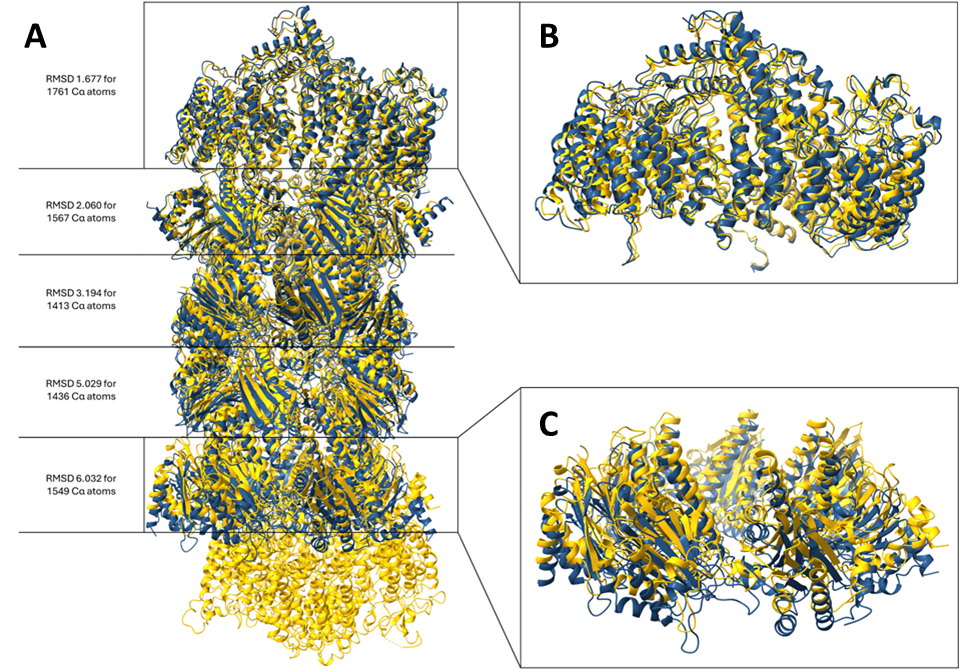 A
B
RMSD 1.677 for
1761 Cα atoms
RMSD 2.060 for
1567 Cα atoms
RMSD 3.194 for
1413 Cα atoms
RMSD 5.029 for
1436 Cα atoms
C
RMSD 6.032 for
1549 Cα atoms